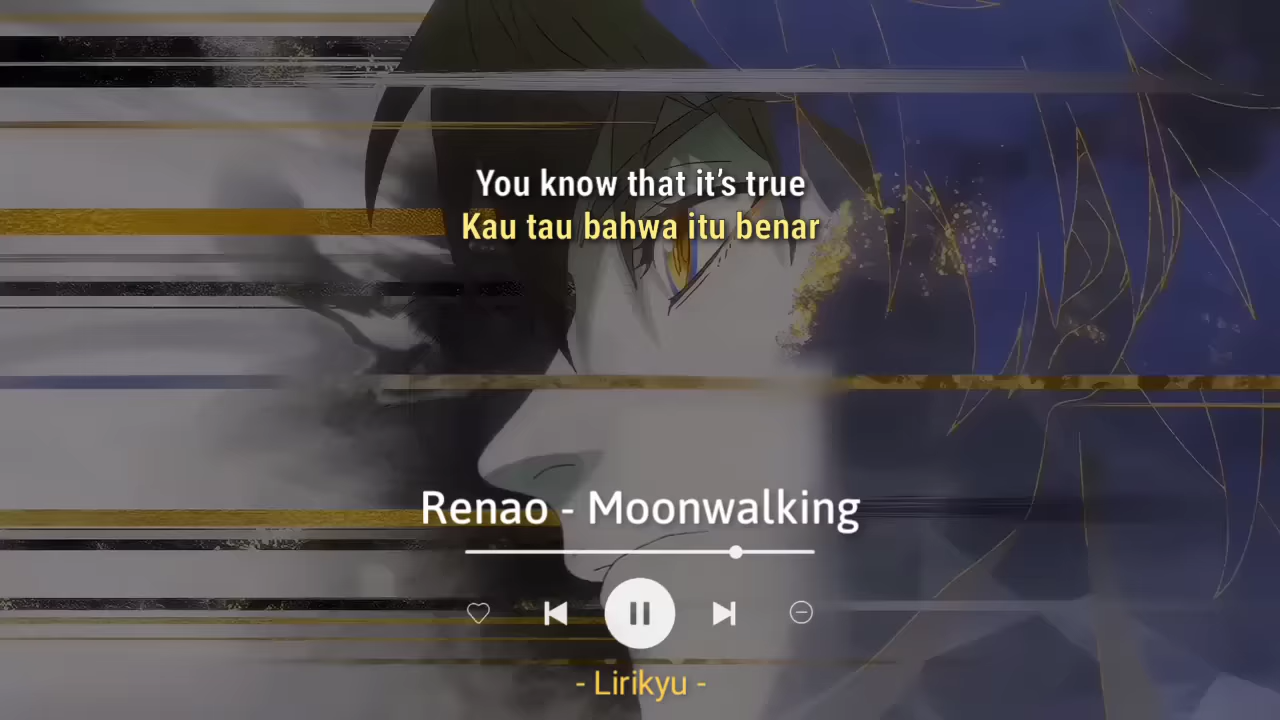 You know that it’s true
Kau tau bahwa itu benar
Renao - Moonwalking
- Lirikyu -